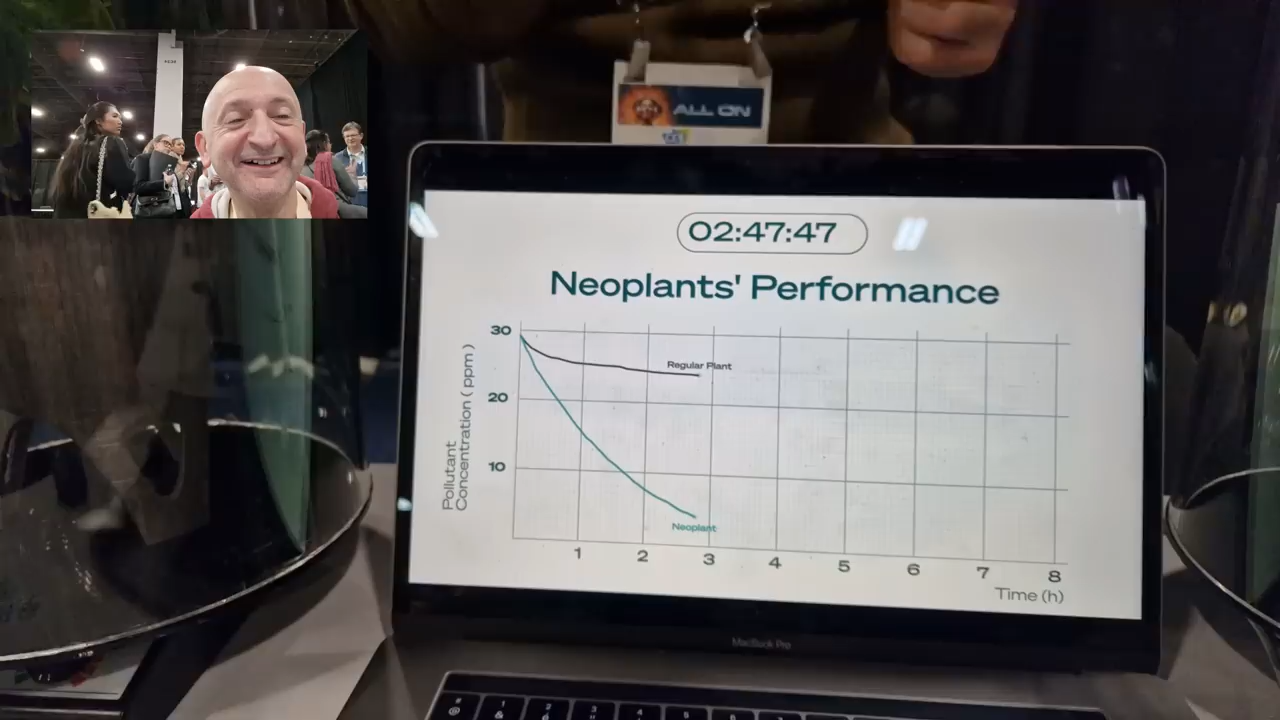 ALL ON
02:47:47
Neoplants' Performance
Pollutant
Concentration ( ppm )
30
20
10
Regular Plant
Neoplant
1 2 3 4 5 6 7 8
Time (h)
MacBook Pro